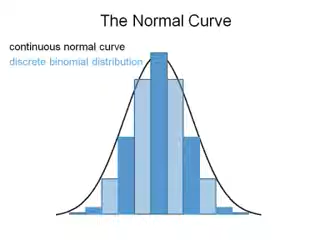 The Normal Curve
continuous normal curve
discrete binomial distribution